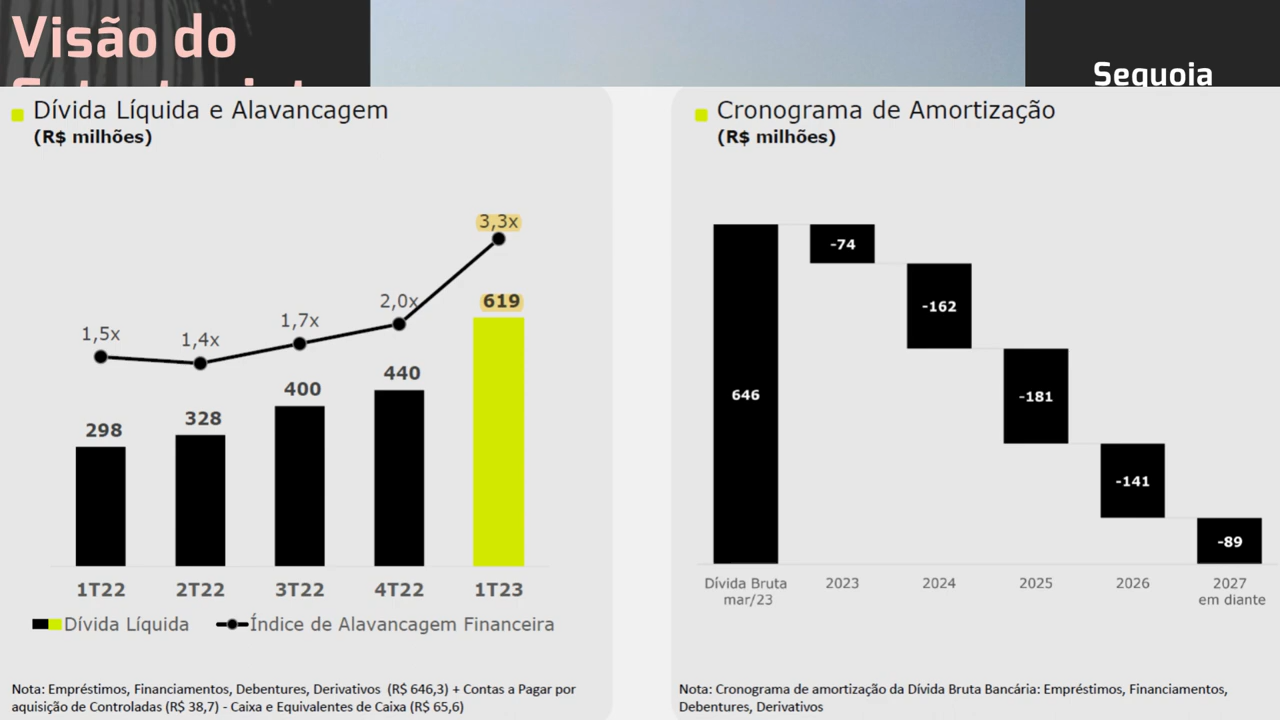 Visão do
Sequoia
Dívida Líquida e Alavancagem
(R$ milhões)
3,3x
619
2,0x
1,7x
1,5x
1,4x
440
400
328
298
1T22 2T22 3T22 4T22 1T23
Dívida Líquida Índice de Alavancagem Financeira
Nota: Empréstimos, Financiamentos, Debentures, Derivativos (R$ 646,3) + Contas a Pagar por
aquisição de Controladas (R$ 38,7) - Caixa e Equivalentes de Caixa (R$ 65,6)
Cronograma de Amortização
(R$ milhões)
646
-74
-162
-181
-141
-89
Dívida Bruta 2023 2024 2025 2026 2027
mar/23 em diante
Nota: Cronograma de amortização da Dívida Bruta Bancária: Empréstimos, Financiamentos,
Debentures, Derivativos